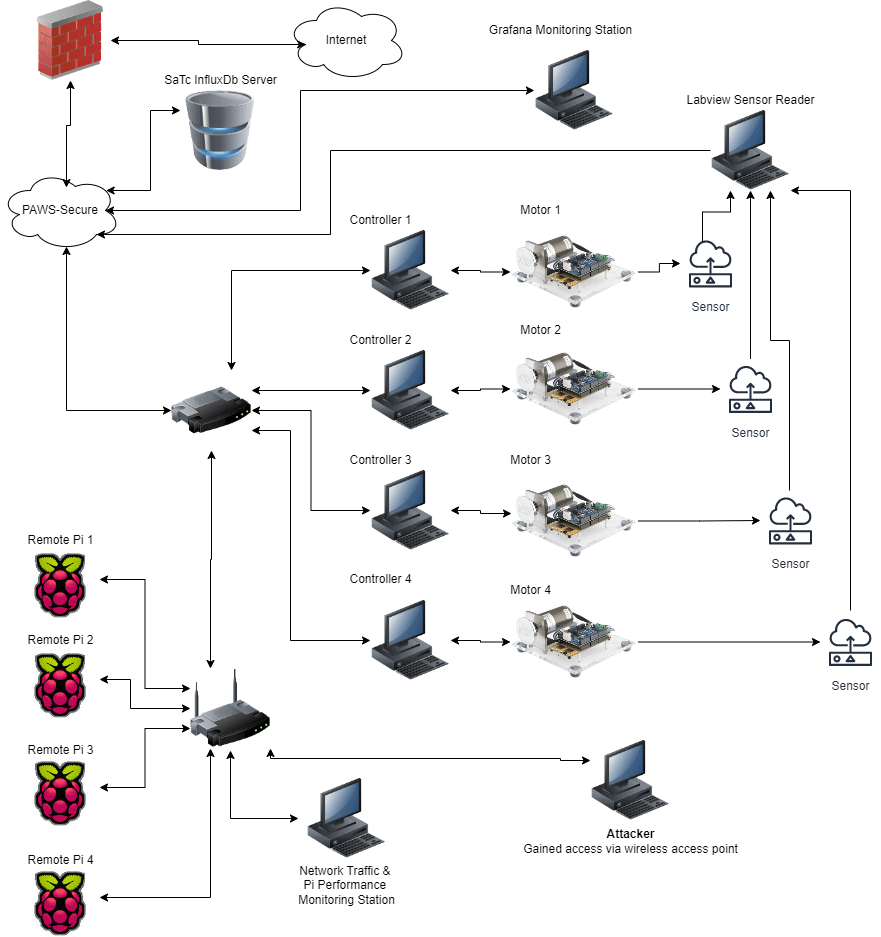 Internet
Grafana Monitoring Station
SaTc InfluxDb Server
Labview Sensor Reader
PAWS-Secure
Controller 1
Motor 1
Sensor
Controller 2
Motor 2
Sensor
Controller 3
Motor 3
Sensor
Controller 4
Motor 4
Sensor
Remote Pi 1
Remote Pi 2
Remote Pi 3
Remote Pi 4
Attacker
Gained access via wireless access point
Network Traffic &
Pi Performance
Monitoring Station